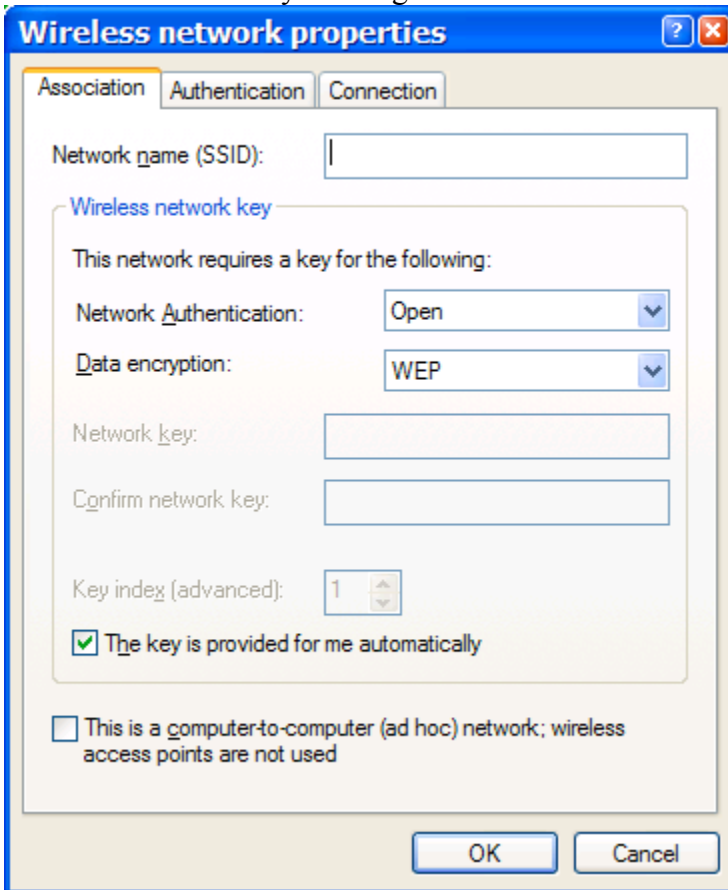 Wireless network properties
Association Authentication Connection
Network name (SSID):
Wireless network key
This network requires a key for the following:
Network Authentication: Open
Data encryption: WEP
Network key:
Confirm network key:
Key index (advanced): 1
The key is provided for me automatically
This is a computer-to-computer (ad hoc) network; wireless
access points are not used
OK Cancel